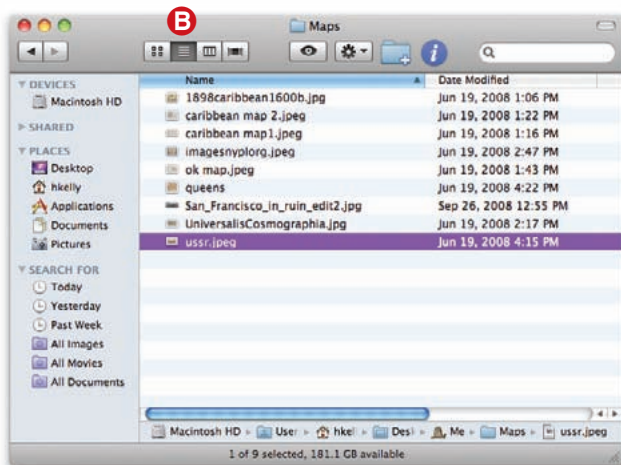 B
Maps
Name Date Modified
DEVICES
Macintosh HD
SHARED
PLACES
Desktop
hkelly
Applications
Documents
Pictures
SEARCH FOR
Today
Yesterday
Past Week
All Images
All Movies
All Documents
1898caribbean1600b.jpg Jun 19, 2008 1:06 PM
caribbean map 2.jpeg Jun 19, 2008 1:22 PM
caribbean map1.jpeg Jun 19, 2008 1:16 PM
imagesnyplorg.jpeg Jun 19, 2008 2:47 PM
ok map.jpeg Jun 19, 2008 1:43 PM
queens Jun 19, 2008 4:22 PM
San_Francisco_in_ruin_edit2.jpg Sep 26, 2008 12:55 PM
UniversalisCosmographia.jpg Jun 19, 2008 2:17 PM
ussr.jpeg Jun 19, 2008 4:15 PM
Macintosh HD User hkel Desk Me Maps ussr.jpeg
1 of 9 selected, 181.1 GB available